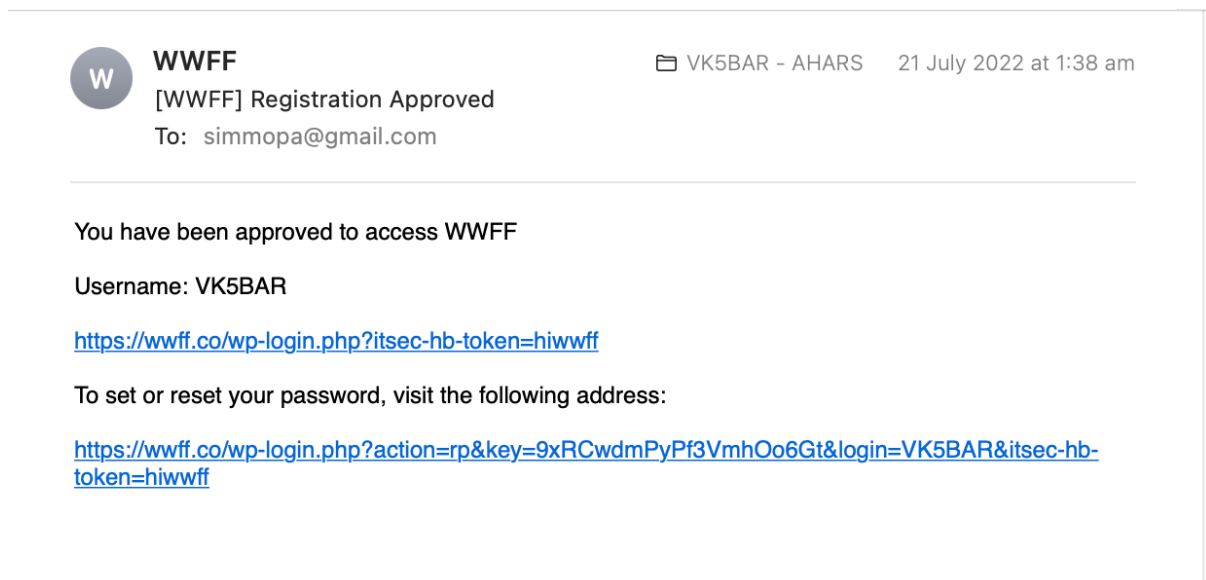 W
WWFF
VK5BAR - AHARS 21 July 2022 at 1:38 am
[WWFF] Registration Approved
To: simmopa@gmail.com
You have been approved to access WWFF
Username: VK5BAR
https://wwff.co/wp-login.php?itsec-hb-token=hiwwff
To set or reset your password, visit the following address:
https://wwff.co/wp-login.php?action=rp&key=9xRCwdmPyPf3VmhOo6Gt&login=VK5BAR&itsec-hb-
token=hiwwff